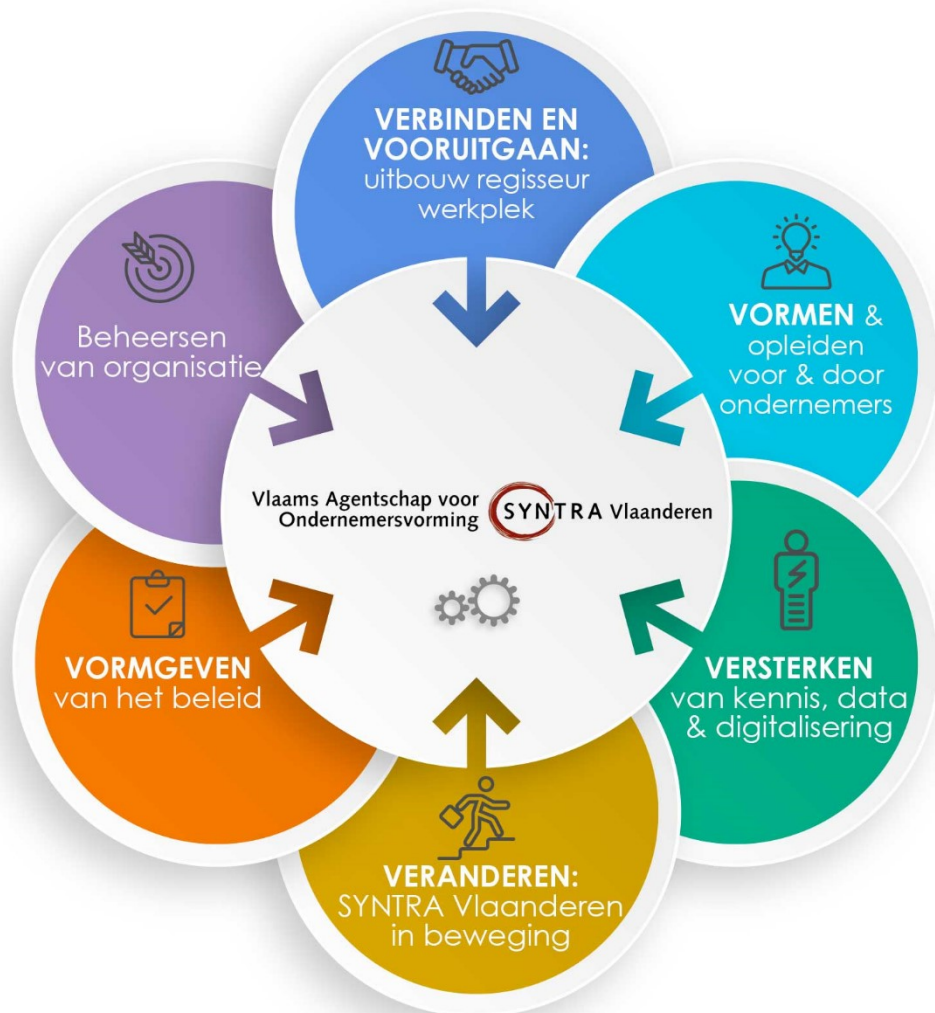 VERBINDEN EN
VOORUITGAAN:
uitbouw regisseur
werkplek
VORMEN &
opleiden
voor & door
ondernemers
VERSTERKEN
van kennis, data
& digitalisering
VERANDEREN:
SYNTRA Vlaanderen
in beweging
VORMGEVEN
van het beleid
Beheersen
van organisatie
Vlaams Agentschap voor
Ondernemersvorming
SYNTRA Vlaanderen